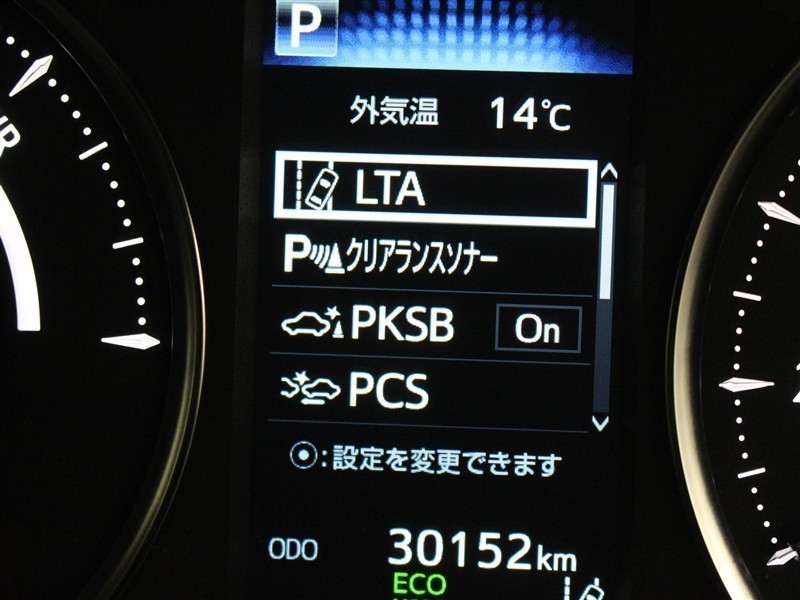 P
外気温 14℃
LTA
Pクリアランスソナー
PKSB On
PCS
⦿:設定を変更できます
ODO 30152km
ECO